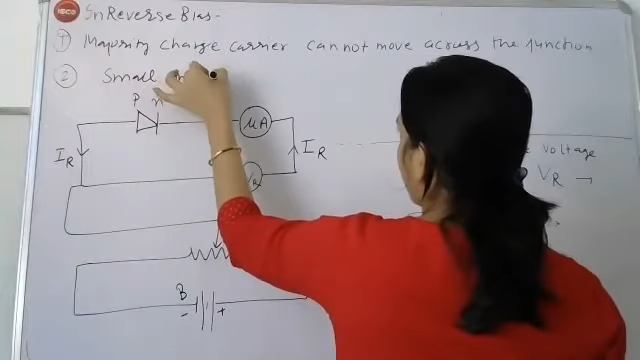 In Reverse Bias-
① Majority charge carrier cannot move across the junction
② Small
P n
μA
I_R
I_R
voltage
V_R →
B
- +